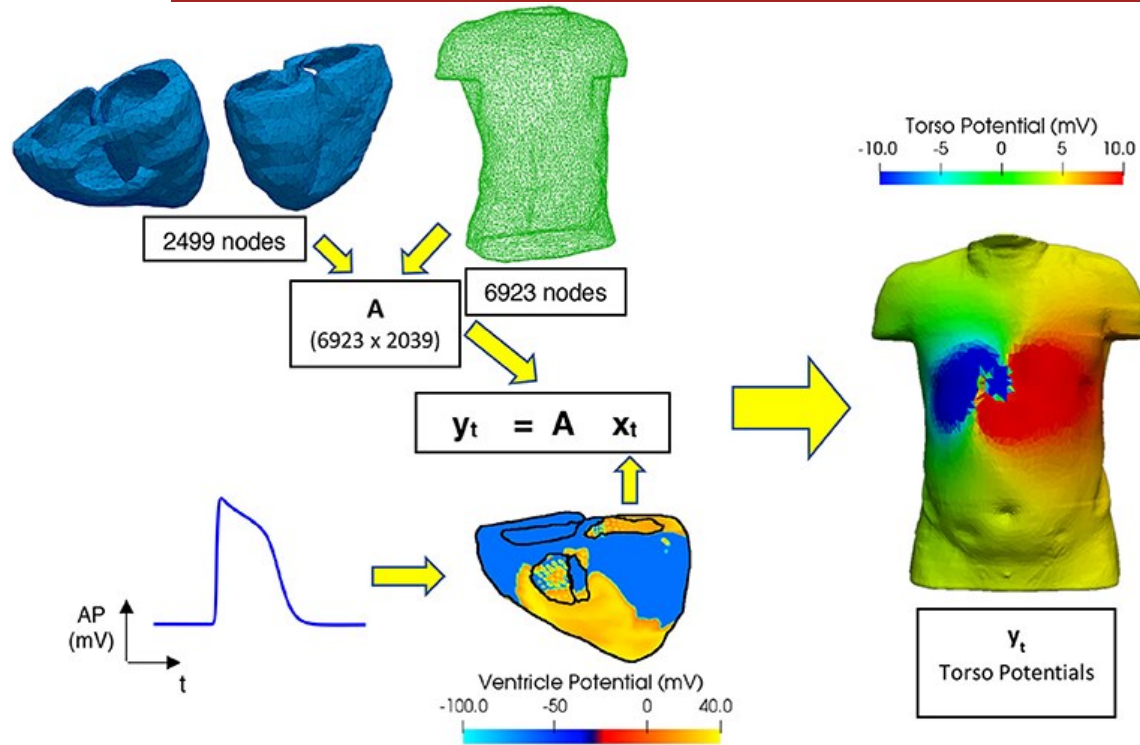 Torso Potential (mV)
-10.0 -5 0 5 10.0
2499 nodes
6923 nodes
A
(6923 x 2039)
yt = A xt
AP
(mV)
t
Ventricle Potential (mV)
-100.0 -50 0 40.0
yt
Torso Potentials